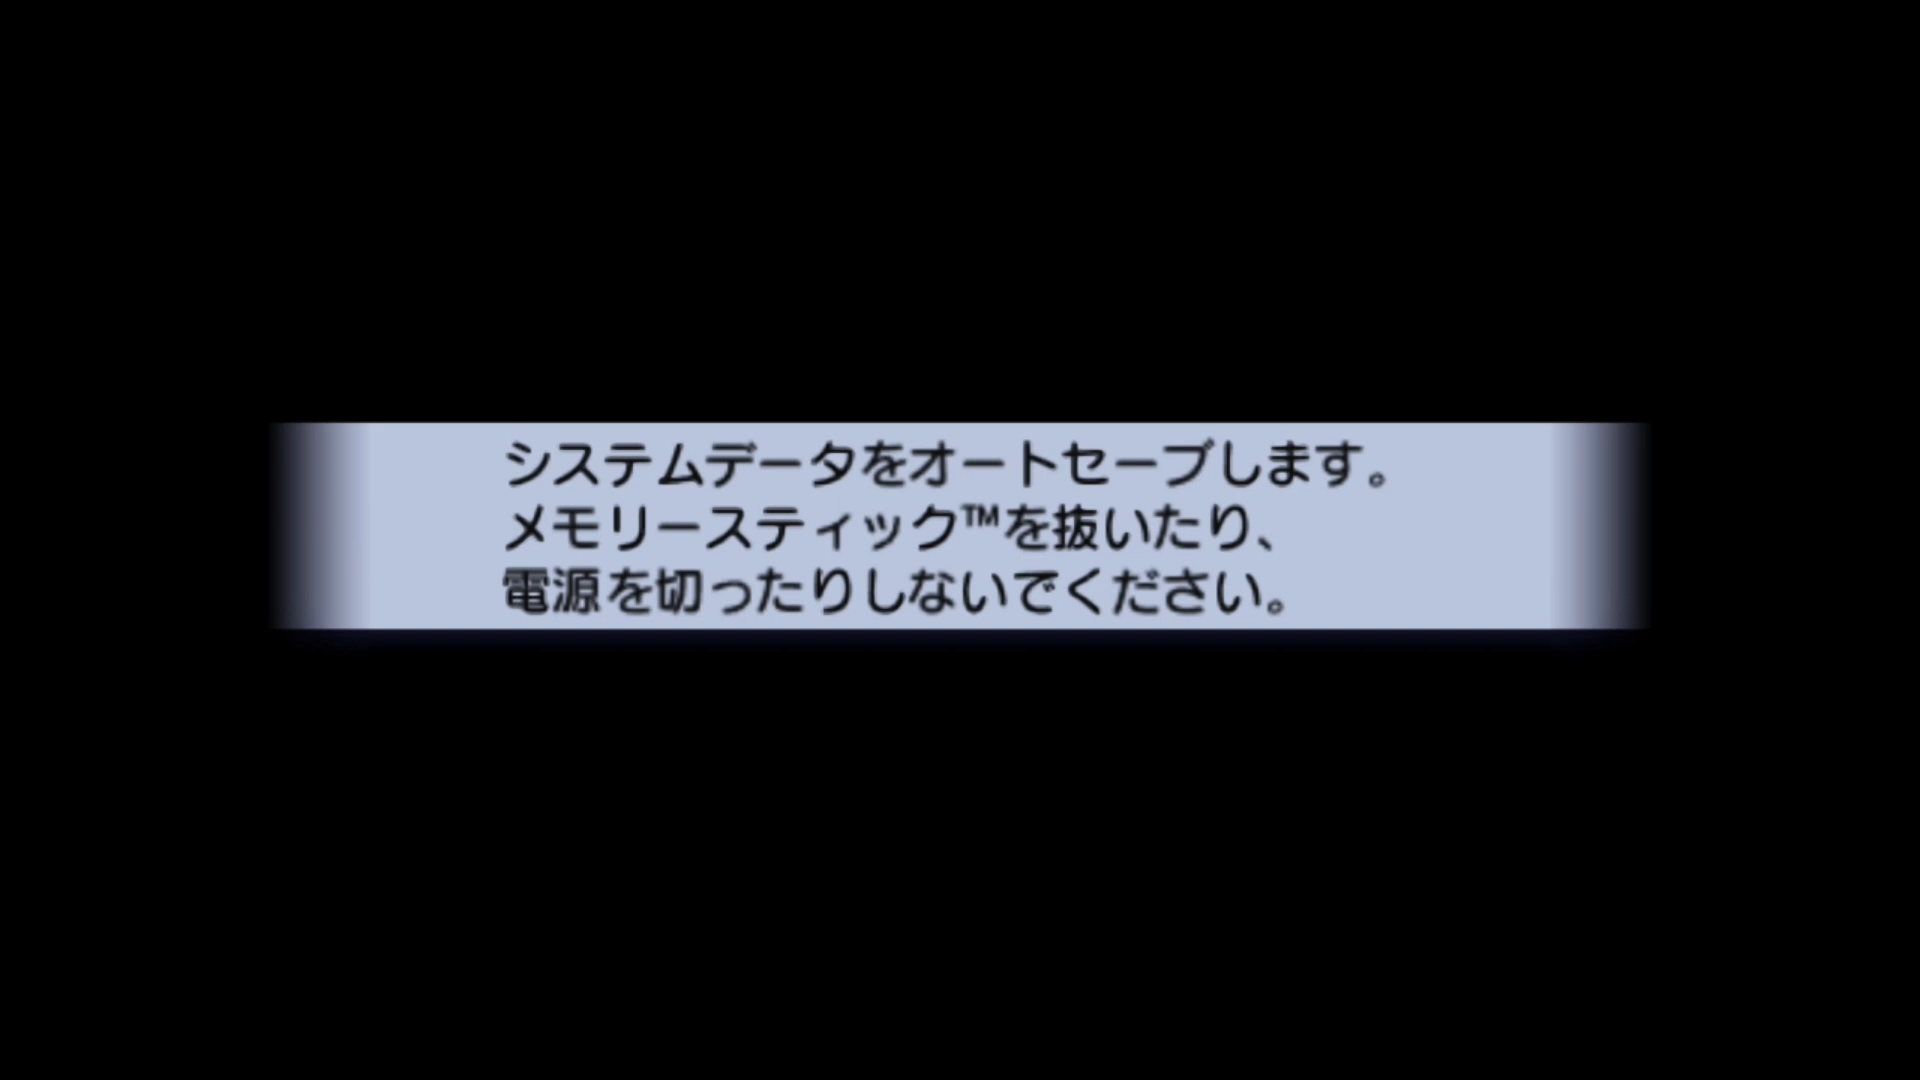 システムデータをオートセーブします。
メモリースティック™を抜いたり、
電源を切ったりしないでください。